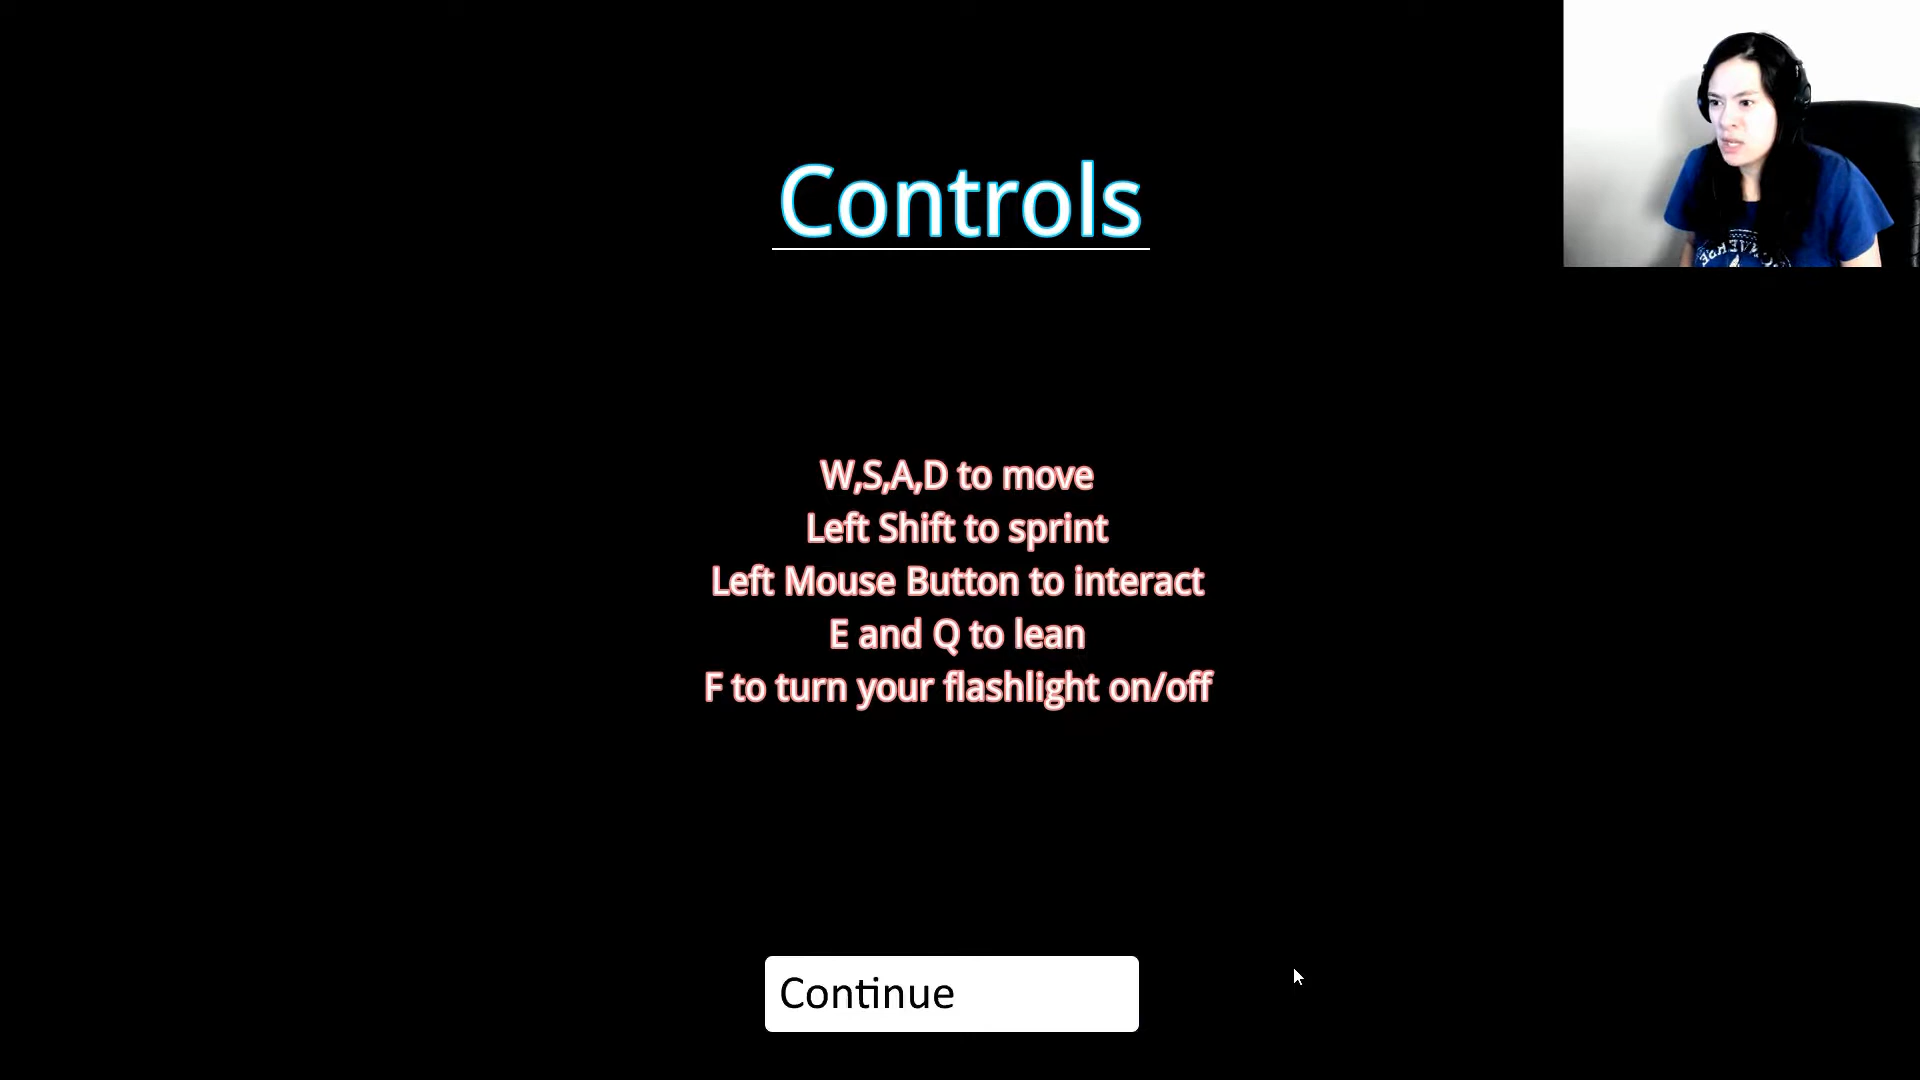 Controls
W,S,A,D to move
Left Shift to sprint
Left Mouse Button to interact
E and Q to lean
F to turn your flashlight on/off
Continue